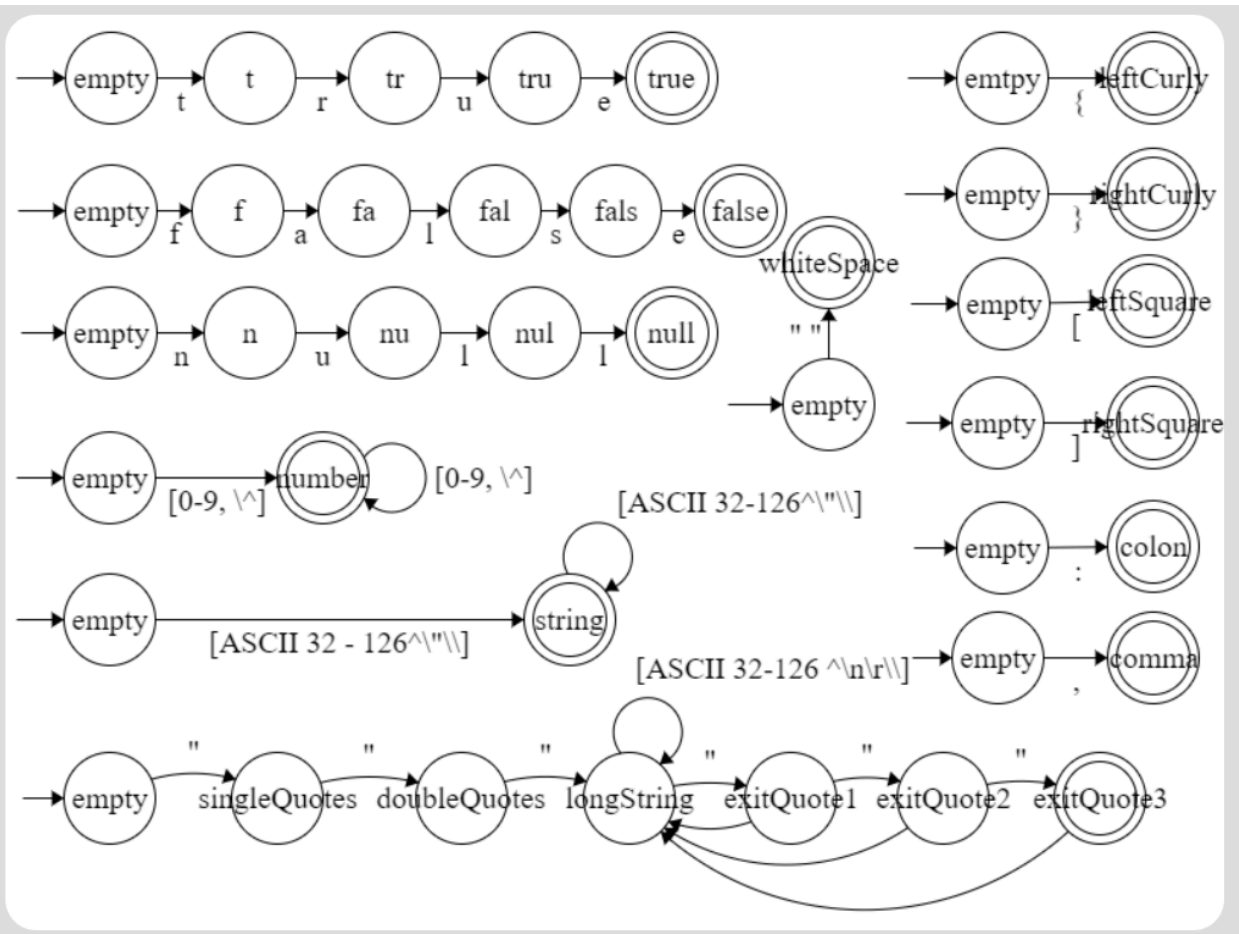 empty t tr tru true
t r u e
empty f fa fal fals false
f a l s e
empty n nu nul null
n u l l
whiteSpace
" "
empty
empty number
[0-9, \^] [0-9, \^]
[ASCII 32-126^\"\\]
empty string
[ASCII 32 - 126^\"\\]
[ASCII 32-126 ^\n\r\\]
" " " " " "
empty singleQuotes doubleQuotes longString exitQuote1 exitQuote2 exitQuote3
emtpy leftCurly
{
empty rightCurly
}
empty leftSquare
[
empty rightSquare
]
empty colon
:
empty comma
,